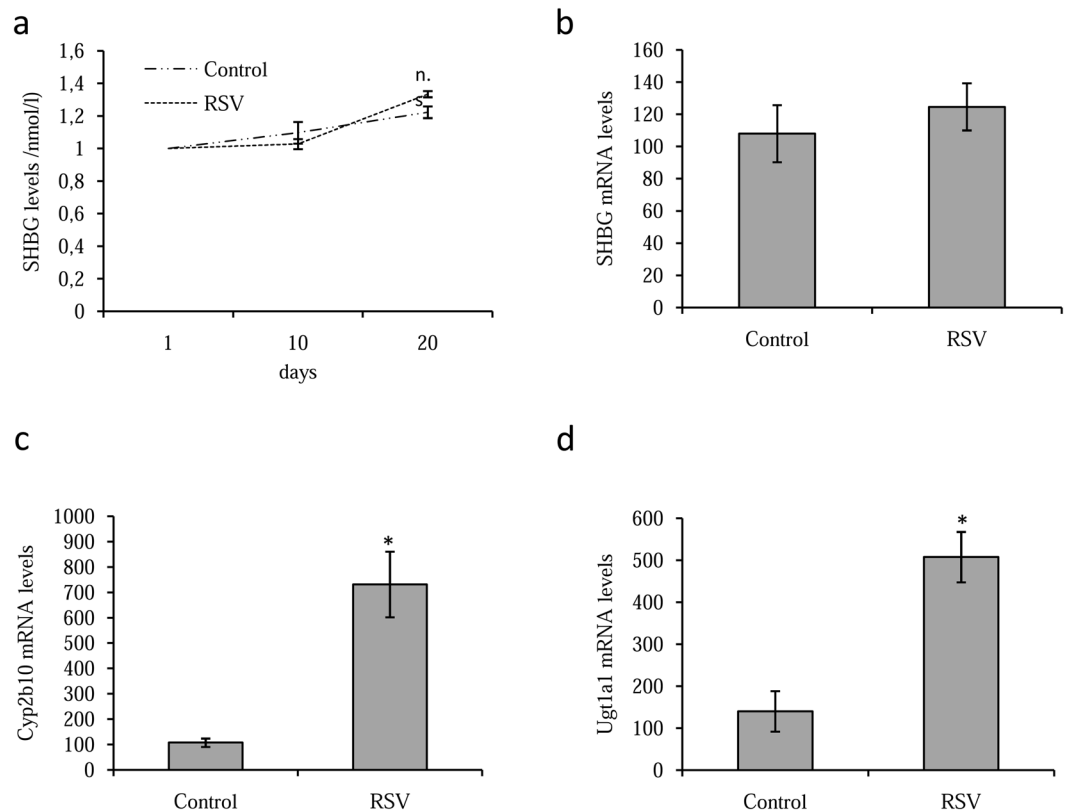 a
1,6
1,4
1,2
1
0,8
0,6
0,4
0,2
0
SHBG levels /nmol/l)
Control
RSV
n.
s
1
10
20
days
b
160
140
120
100
80
60
40
20
0
SHBG mRNA levels
Control
RSV
c
1000
900
800
700
600
500
400
300
200
100
0
Cyp2b10 mRNA levels
*
Control
RSV
d
600
500
400
300
200
100
0
Ugt1a1 mRNA levels
*
Control
RSV